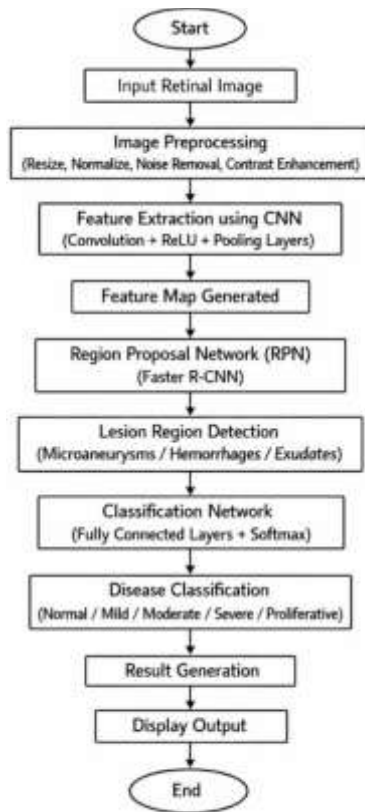 Start
Input Retinal Image
Image Preprocessing
(Resize, Normalize, Noise Removal, Contrast Enhancement)
Feature Extraction using CNN
(Convolution + ReLU + Pooling Layers)
Feature Map Generated
Region Proposal Network (RPN)
(Faster R-CNN)
Lesion Region Detection
(Microaneurysms / Hemorrhages / Exudates)
Classification Network
(Fully Connected Layers + Softmax)
Disease Classification
(Normal / Mild / Moderate / Severe / Proliferative)
Result Generation
Display Output
End